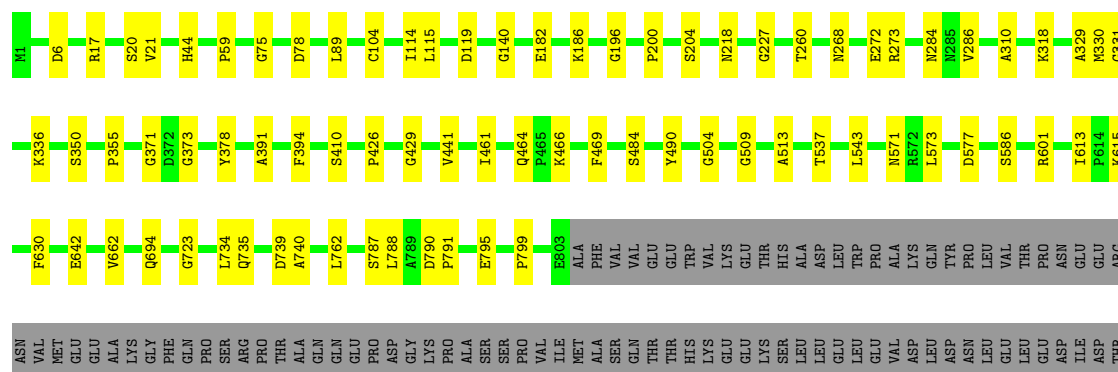 M1 D6 R17 S20 V21 H44 P59 G75 D78 L89 C104 I114 L115 D119 G140 E182 K186 G196 P200 S204 N218 G227 T260 N268 E272 R273 N284 N285 V286 A310 K318 A329 M330
K336 S350 P355 G371 D372 G373 Y378 A391 F394 S410 P426 G429 V441 I461 Q464 P465 K466 F469 S484 Y490 G504 G509 A513 T537 L543 N571 R572 L573 D577 S586 R601 I613 P614
F630 E642 V662 Q694 G723 L734 Q735 D739 A740 L762 S787 L788 A789 D790 P791 E795 P799 E803 ALA PHE VAL VAL GLU GLU TRP VAL LYS GLU THR HIS ALA ASP LEU TRP PRO ALA LYS GLN TYR PRO LEU VAL THR PRO ASN GLU GLU ARG
ASN VAL MET GLU GLU ALA LYS GLY PHE GLN PRO SER ARG PRO THR ALA GLN GLN GLU PRO ASP GLY LYS PRO ALA SER SER PRO VAL ILE MET ALA SER GLN THR THR HIS LYS GLU GLU LYS SER LEU LEU GLU LEU GLU VAL ASP LEU ASP ASN LEU GLU LEU GLU ASP ILE ASP THR